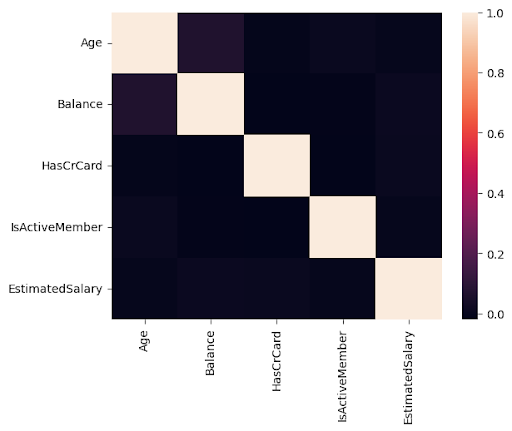 Age
Balance
HasCrCard
IsActiveMember
EstimatedSalary
Age
Balance
HasCrCard
IsActiveMember
EstimatedSalary
1.0
0.8
0.6
0.4
0.2
0.0